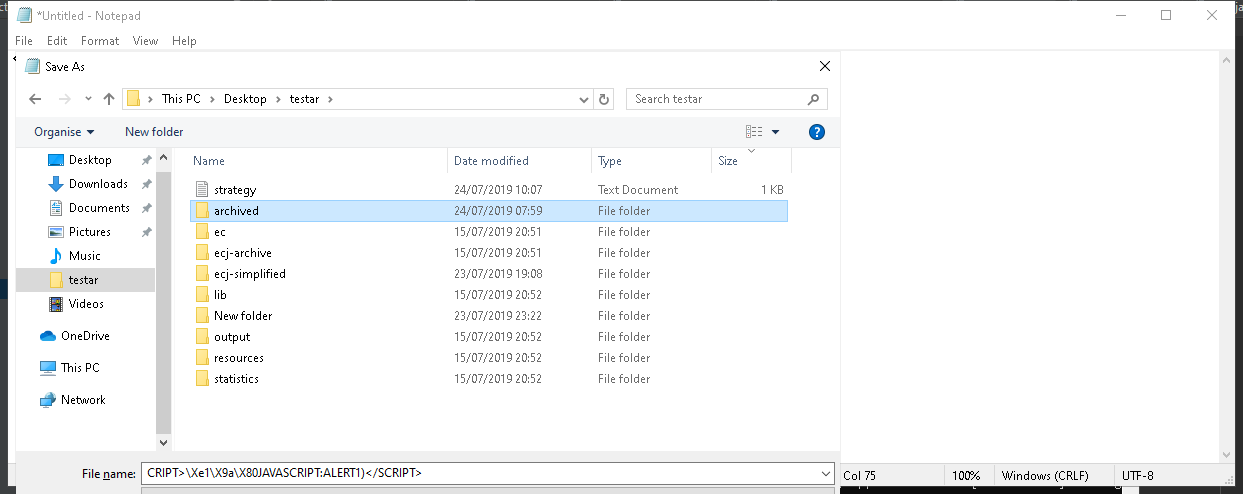 *Untitled - Notepad
File Edit Format View Help
Save As
This PC Desktop testar
Search testar
Organise New folder
Name Date modified Type Size
Desktop
Downloads
Documents
Pictures
Music
testar
Videos
OneDrive
This PC
Network
strategy 24/07/2019 10:07 Text Document 1 KB
archived 24/07/2019 07:59 File folder
ec 15/07/2019 20:51 File folder
ecj-archive 15/07/2019 20:51 File folder
ecj-simplified 23/07/2019 19:08 File folder
lib 15/07/2019 20:52 File folder
New folder 23/07/2019 23:22 File folder
output 15/07/2019 20:52 File folder
resources 15/07/2019 20:52 File folder
statistics 15/07/2019 20:52 File folder
File name: CRIPT>\Xe1\X9a\X80JAVASCRIPT:ALERT1)</SCRIPT>
Col 75 100% Windows (CRLF) UTF-8